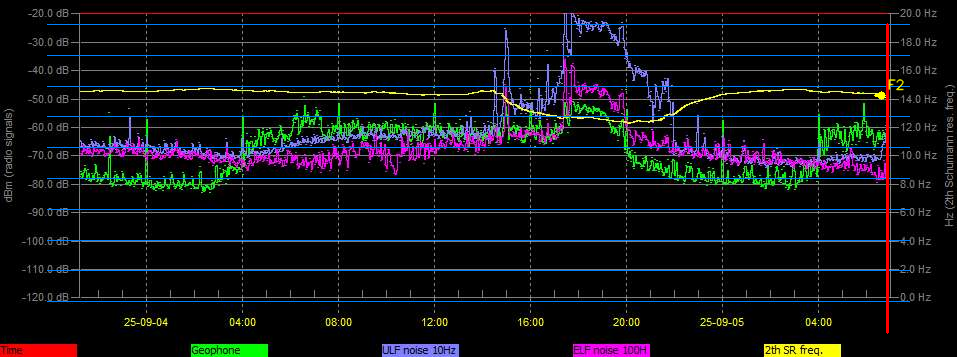 -20.0 dB 20.0 Hz
-30.0 dB 18.0 Hz
-40.0 dB 16.0 Hz
F2
-50.0 dB 14.0 Hz
-60.0 dB 12.0 Hz
-70.0 dB 10.0 Hz
-80.0 dB 8.0 Hz
-90.0 dB 6.0 Hz
-100.0 dB 4.0 Hz
-110.0 dB 2.0 Hz
-120.0 dB 0.0 Hz
dBm (radio signals)
Hz (2th Schumann res. freq.)
25-09-04 04:00 08:00 12:00 16:00 20:00 25-09-05 04:00
Time Geophone ULF noise 10Hz ELF noise 100H 2th SR freq.